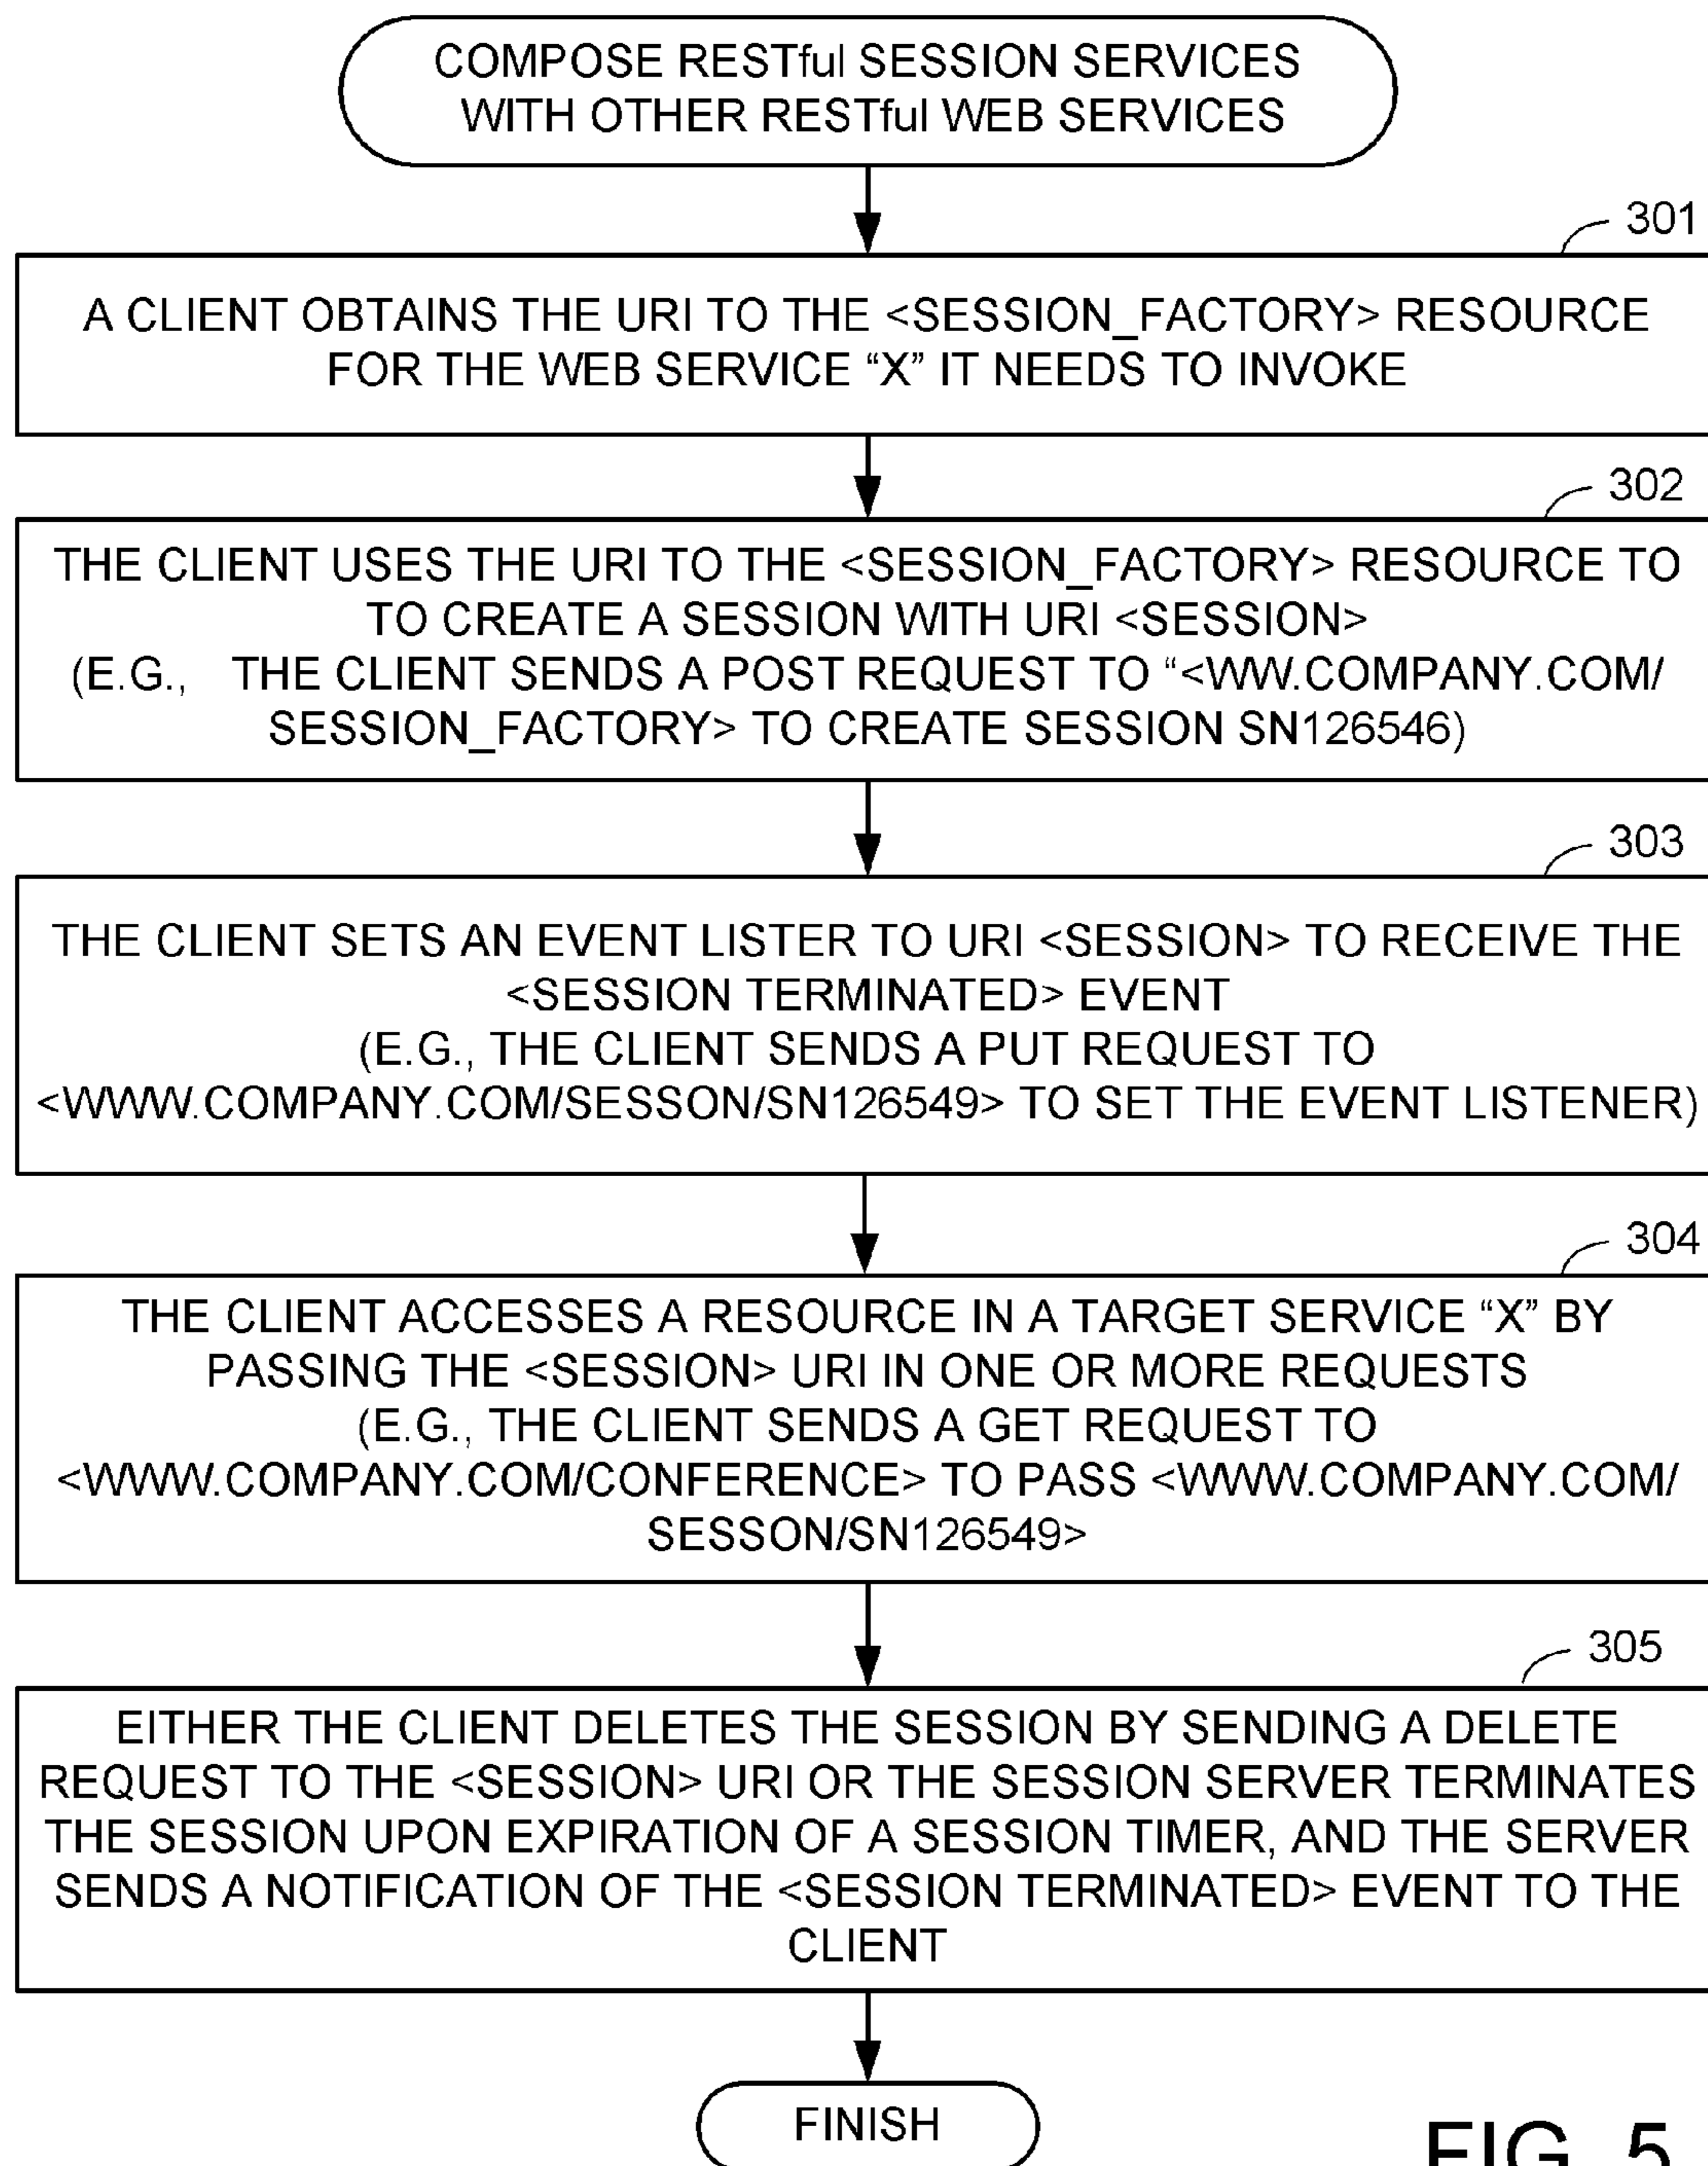 COMPOSE RESTful SESSION SERVICES
WITH OTHER RESTful WEB SERVICES
301
A CLIENT OBTAINS THE URI TO THE <SESSION_FACTORY> RESOURCE
FOR THE WEB SERVICE “X” IT NEEDS TO INVOKE
302
THE CLIENT USES THE URI TO THE <SESSION_FACTORY> RESOURCE TO
TO CREATE A SESSION WITH URI <SESSION>
(E.G., THE CLIENT SENDS A POST REQUEST TO “<WW.COMPANY.COM/
SESSION_FACTORY> TO CREATE SESSION SN126546)
303
THE CLIENT SETS AN EVENT LISTER TO URI <SESSION> TO RECEIVE THE
<SESSION TERMINATED> EVENT
(E.G., THE CLIENT SENDS A PUT REQUEST TO
<WWW.COMPANY.COM/SESSON/SN126549> TO SET THE EVENT LISTENER)
304
THE CLIENT ACCESSES A RESOURCE IN A TARGET SERVICE “X” BY
PASSING THE <SESSION> URI IN ONE OR MORE REQUESTS
(E.G., THE CLIENT SENDS A GET REQUEST TO
<WWW.COMPANY.COM/CONFERENCE> TO PASS <WWW.COMPANY.COM/
SESSON/SN126549>
305
EITHER THE CLIENT DELETES THE SESSION BY SENDING A DELETE
REQUEST TO THE <SESSION> URI OR THE SESSION SERVER TERMINATES
THE SESSION UPON EXPIRATION OF A SESSION TIMER, AND THE SERVER
SENDS A NOTIFICATION OF THE <SESSION TERMINATED> EVENT TO THE
CLIENT
FINISH
FIG. 5